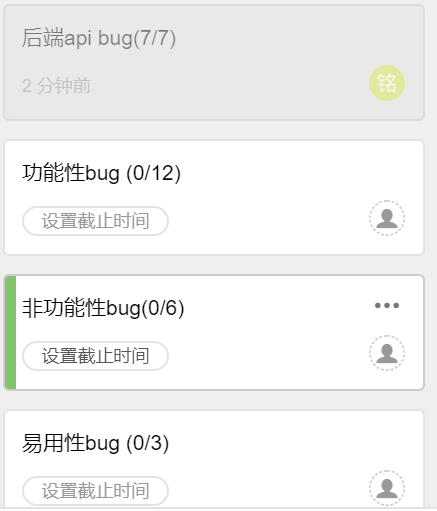 后端api bug(7/7)
2 分钟前
铭
功能性bug (0/12)
设置截止时间
非功能性bug(0/6)
设置截止时间
易用性bug (0/3)
设置截止时间